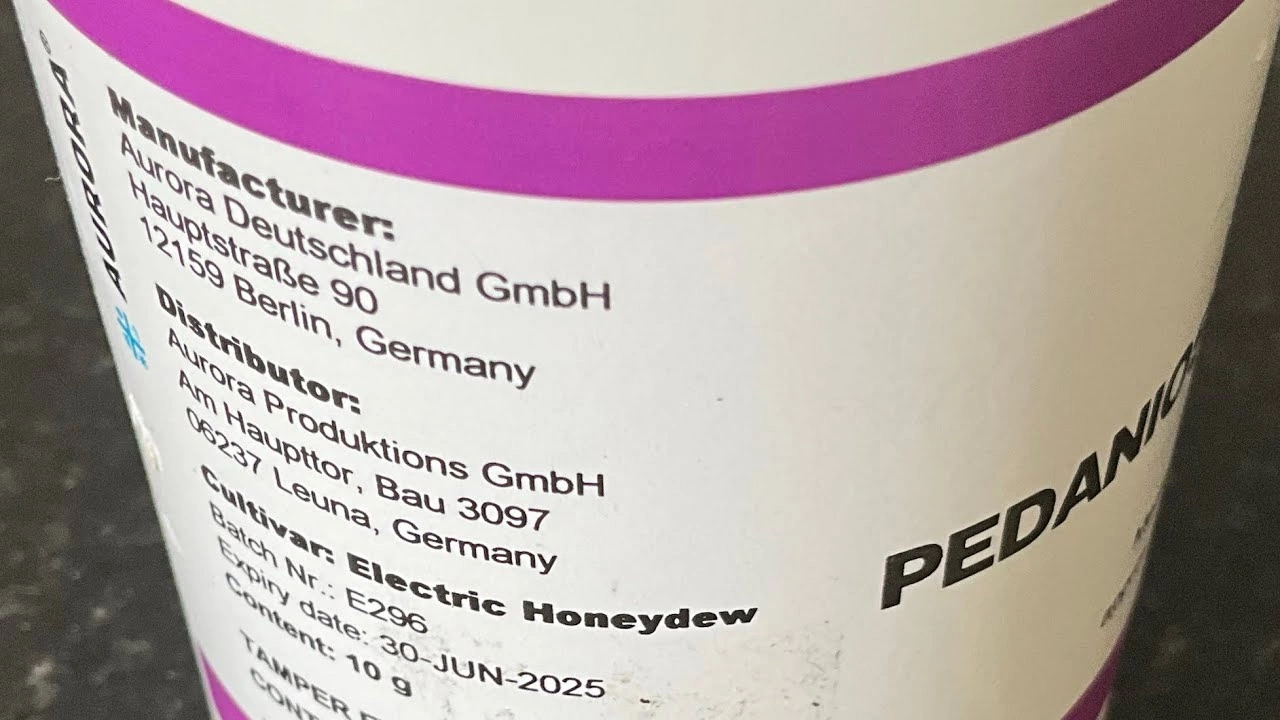 AURORA®
Manufacturer:
Aurora Deutschland GmbH
Hauptstraße 90
12159 Berlin, Germany
Distributor:
Aurora Produktions GmbH
Am Haupttor, Bau 3097
06237 Leuna, Germany
Cultivar: Electric Honeydew
Batch Nr.: E296
Expiry date: 30-JUN-2025
Content: 10 g
TAMPER
CONT
PEDANIO